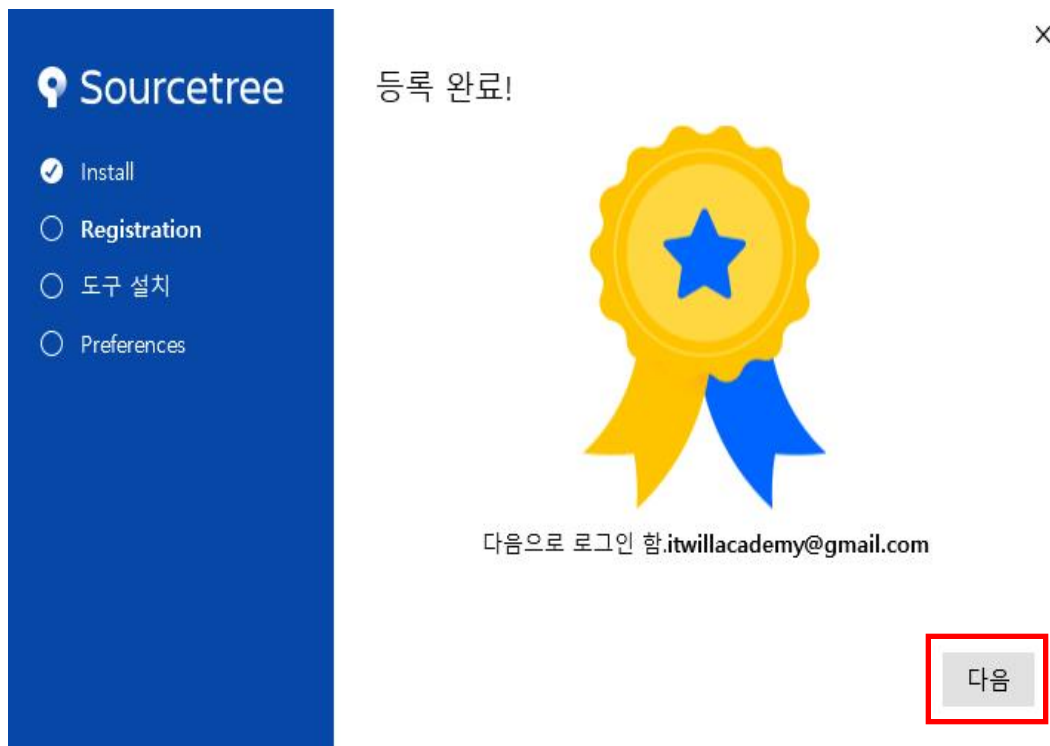 Sourcetree
Install
Registration
도구 설치
Preferences
등록 완료!
다음으로 로그인 함.itwillacademy@gmail.com
다음